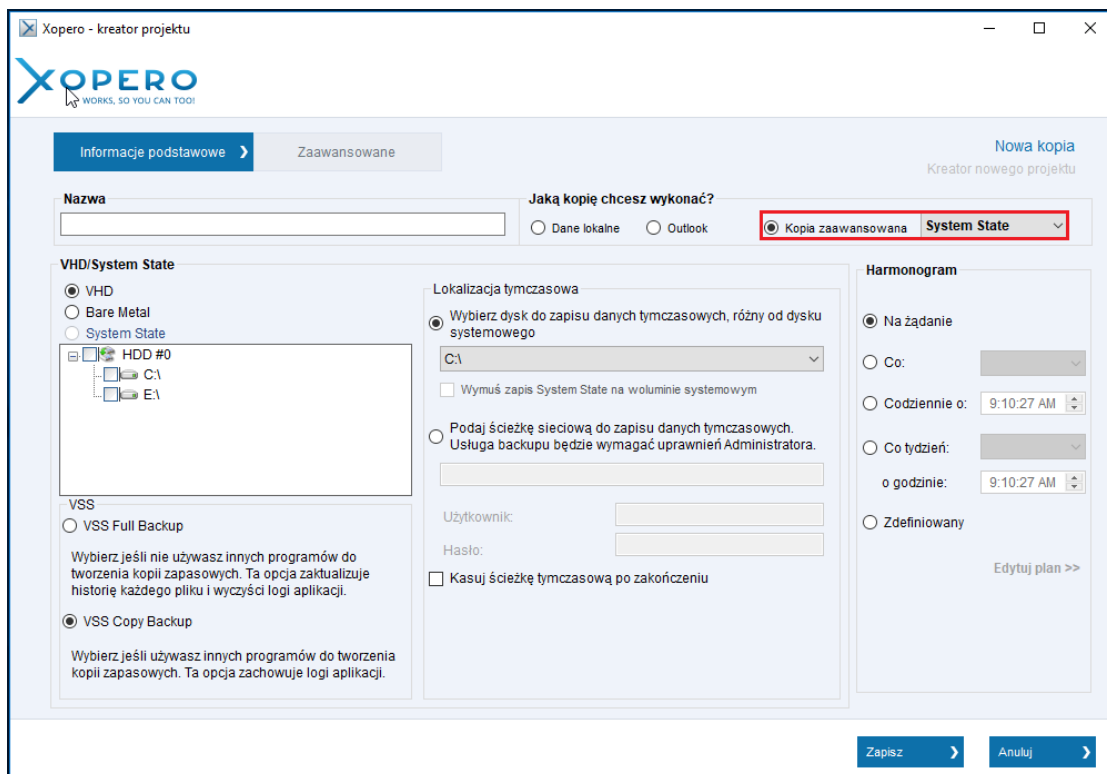 Xopero - kreator projektu
XOPERO
WORKS, SO YOU CAN TOO!
Informacje podstawowe
Zaawansowane
Nowa kopia
Kreator nowego projektu
Nazwa
Jaką kopię chcesz wykonać?
Dane lokalne
Outlook
Kopia zaawansowana
System State
VHD/System State
VHD
Bare Metal
System State
HDD #0
C:\
E:\
VSS
VSS Full Backup
Wybierz jeśli nie używasz innych programów do
tworzenia kopii zapasowych. Ta opcja zaktualizuje
historię każdego pliku i wyczyści logi aplikacji.
VSS Copy Backup
Wybierz jeśli używasz innych programów do tworzenia
kopii zapasowych. Ta opcja zachowuje logi aplikacji.
Lokalizacja tymczasowa
Wybierz dysk do zapisu danych tymczasowych, różny od dysku
systemowego
C:\
Wymuś zapis System State na woluminie systemowym
Podaj ścieżkę sieciową do zapisu danych tymczasowych.
Usługa backupu będzie wymagać uprawnień Administratora.
Użytkownik:
Hasło:
Kasuj ścieżkę tymczasową po zakończeniu
Harmonogram
Na żądanie
Co:
Codziennie o: 9:10:27 AM
Co tydzień:
o godzinie: 9:10:27 AM
Zdefiniowany
Edytuj plan >>
Zapisz
Anuluj